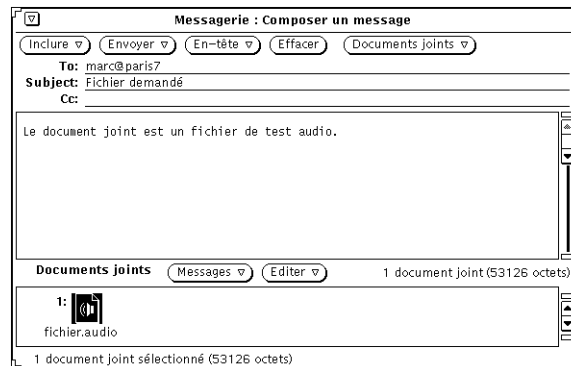 Messagerie : Composer un message
Inclure Envoyer En-tête Effacer Documents joints
To: marc@paris7
Subject: Fichier demandé
Cc:
Le document joint est un fichier de test audio.
Documents joints Messages Editer 1 document joint (53126 octets)
1:
fichier.audio
1 document joint sélectionné (53126 octets)